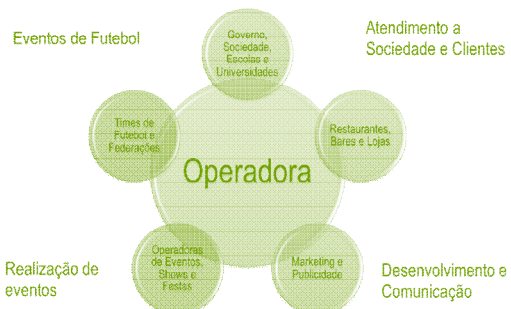 Eventos de Futebol
Governo,
Sociedade,
Escolas e
Universidades
Atendimento a
Sociedade e Clientes
Times de
Futebol e
Federações
Restaurantes,
Bares e Lojas
Operadora
Operadoras
de Eventos,
Shows e
Festas
Marketing e
Publicidade
Realização de
eventos
Desenvolvimento e
Comunicação